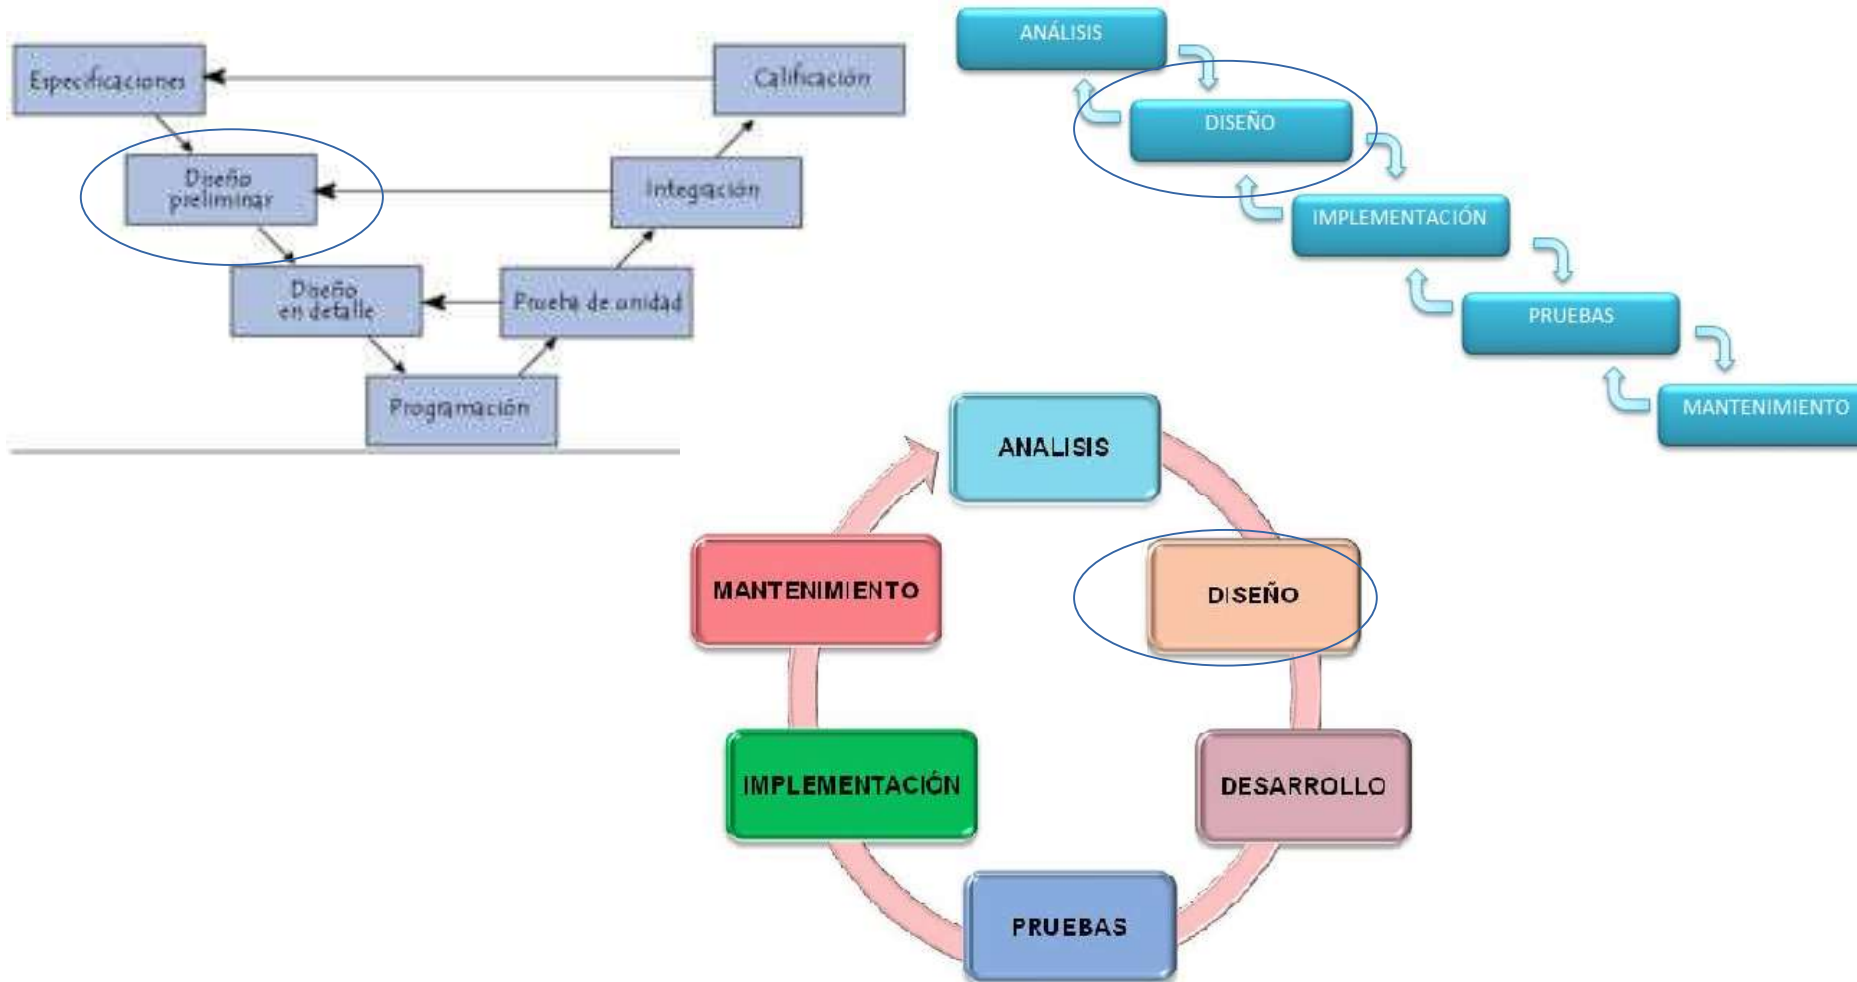 Especificaciones
Calificación
Diseño
preliminar
Integración
Diseño
en detalle
Prueba de unidad
Programación
ANÁLISIS
DISEÑO
IMPLEMENTACIÓN
PRUEBAS
MANTENIMIENTO
ANALISIS
DISEÑO
DESARROLLO
PRUEBAS
IMPLEMENTACIÓN
MANTENIMIENTO